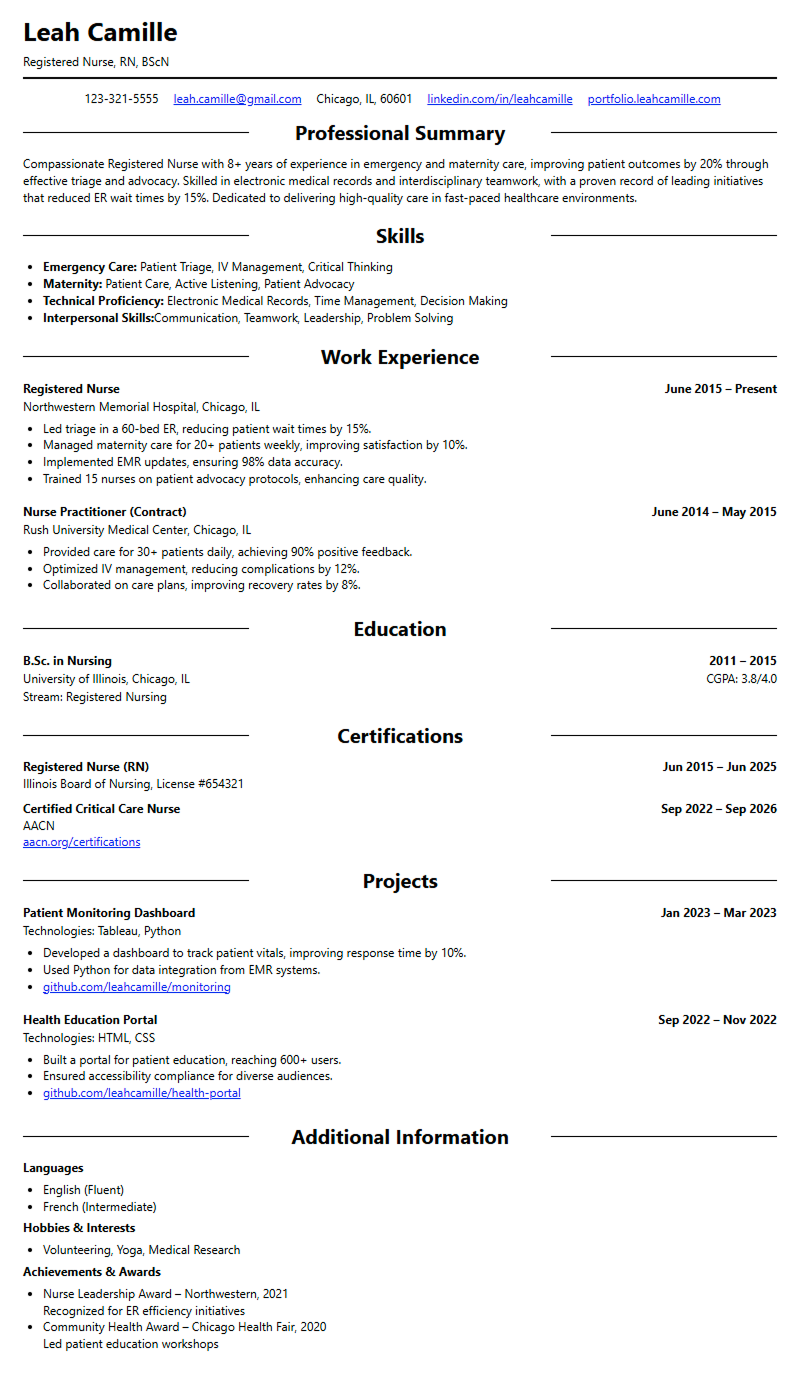 Leah Camille
Registered Nurse, RN, BScN
123-321-5555 leah.camille@gmail.com Chicago, IL, 60601 linkedin.com/in/leahcamille portfolio.leahcamille.com
Professional Summary
Compassionate Registered Nurse with 8+ years of experience in emergency and maternity care, improving patient outcomes by 20% through
effective triage and advocacy. Skilled in electronic medical records and interdisciplinary teamwork, with a proven record of leading initiatives
that reduced ER wait times by 15%. Dedicated to delivering high-quality care in fast-paced healthcare environments.
Skills
• Emergency Care: Patient Triage, IV Management, Critical Thinking
• Maternity: Patient Care, Active Listening, Patient Advocacy
• Technical Proficiency: Electronic Medical Records, Time Management, Decision Making
• Interpersonal Skills:Communication, Teamwork, Leadership, Problem Solving
Work Experience
Registered Nurse June 2015 – Present
Northwestern Memorial Hospital, Chicago, IL
• Led triage in a 60-bed ER, reducing patient wait times by 15%.
• Managed maternity care for 20+ patients weekly, improving satisfaction by 10%.
• Implemented EMR updates, ensuring 98% data accuracy.
• Trained 15 nurses on patient advocacy protocols, enhancing care quality.
Nurse Practitioner (Contract) June 2014 – May 2015
Rush University Medical Center, Chicago, IL
• Provided care for 30+ patients daily, achieving 90% positive feedback.
• Optimized IV management, reducing complications by 12%.
• Collaborated on care plans, improving recovery rates by 8%.
Education
B.Sc. in Nursing 2011 – 2015
University of Illinois, Chicago, IL CGPA: 3.8/4.0
Stream: Registered Nursing
Certifications
Registered Nurse (RN) Jun 2015 – Jun 2025
Illinois Board of Nursing, License #654321
Certified Critical Care Nurse Sep 2022 – Sep 2026
AACN
aacn.org/certifications
Projects
Patient Monitoring Dashboard Jan 2023 – Mar 2023
Technologies: Tableau, Python
• Developed a dashboard to track patient vitals, improving response time by 10%.
• Used Python for data integration from EMR systems.
• github.com/leahcamille/monitoring
Health Education Portal Sep 2022 – Nov 2022
Technologies: HTML, CSS
• Built a portal for patient education, reaching 600+ users.
• Ensured accessibility compliance for diverse audiences.
• github.com/leahcamille/health-portal
Additional Information
Languages
• English (Fluent)
• French (Intermediate)
Hobbies & Interests
• Volunteering, Yoga, Medical Research
Achievements & Awards
• Nurse Leadership Award – Northwestern, 2021
Recognized for ER efficiency initiatives
• Community Health Award – Chicago Health Fair, 2020
Led patient education workshops